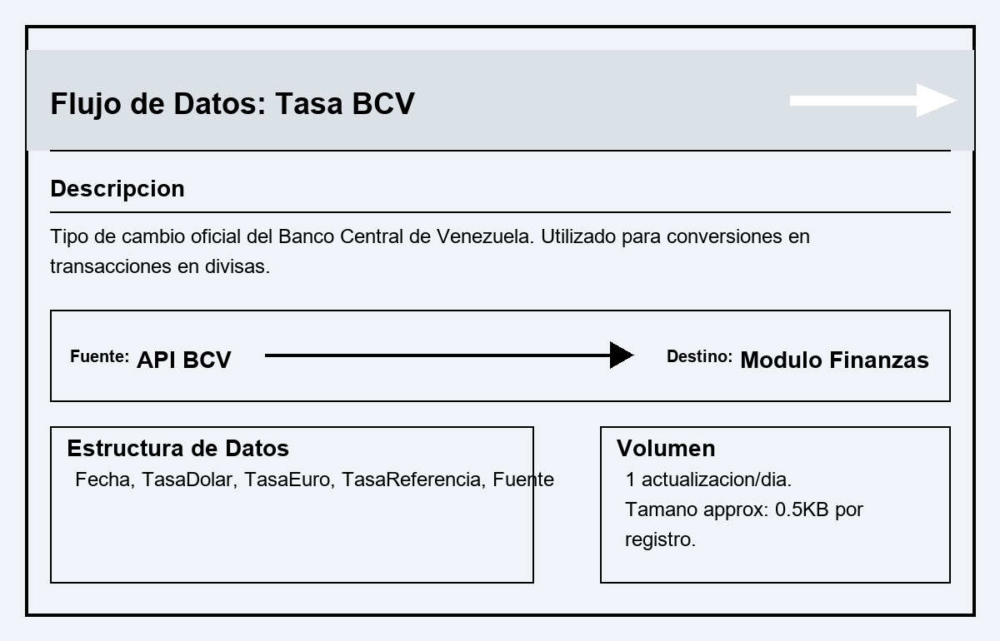 Flujo de Datos: Tasa BCV
Descripcion
Tipo de cambio oficial del Banco Central de Venezuela. Utilizado para conversiones en
transacciones en divisas.
Fuente: API BCV
Destino: Modulo Finanzas
Estructura de Datos
Fecha, TasaDolar, TasaEuro, TasaReferencia, Fuente
Volumen
1 actualizacion/dia.
Tamano approx: 0.5KB por
registro.